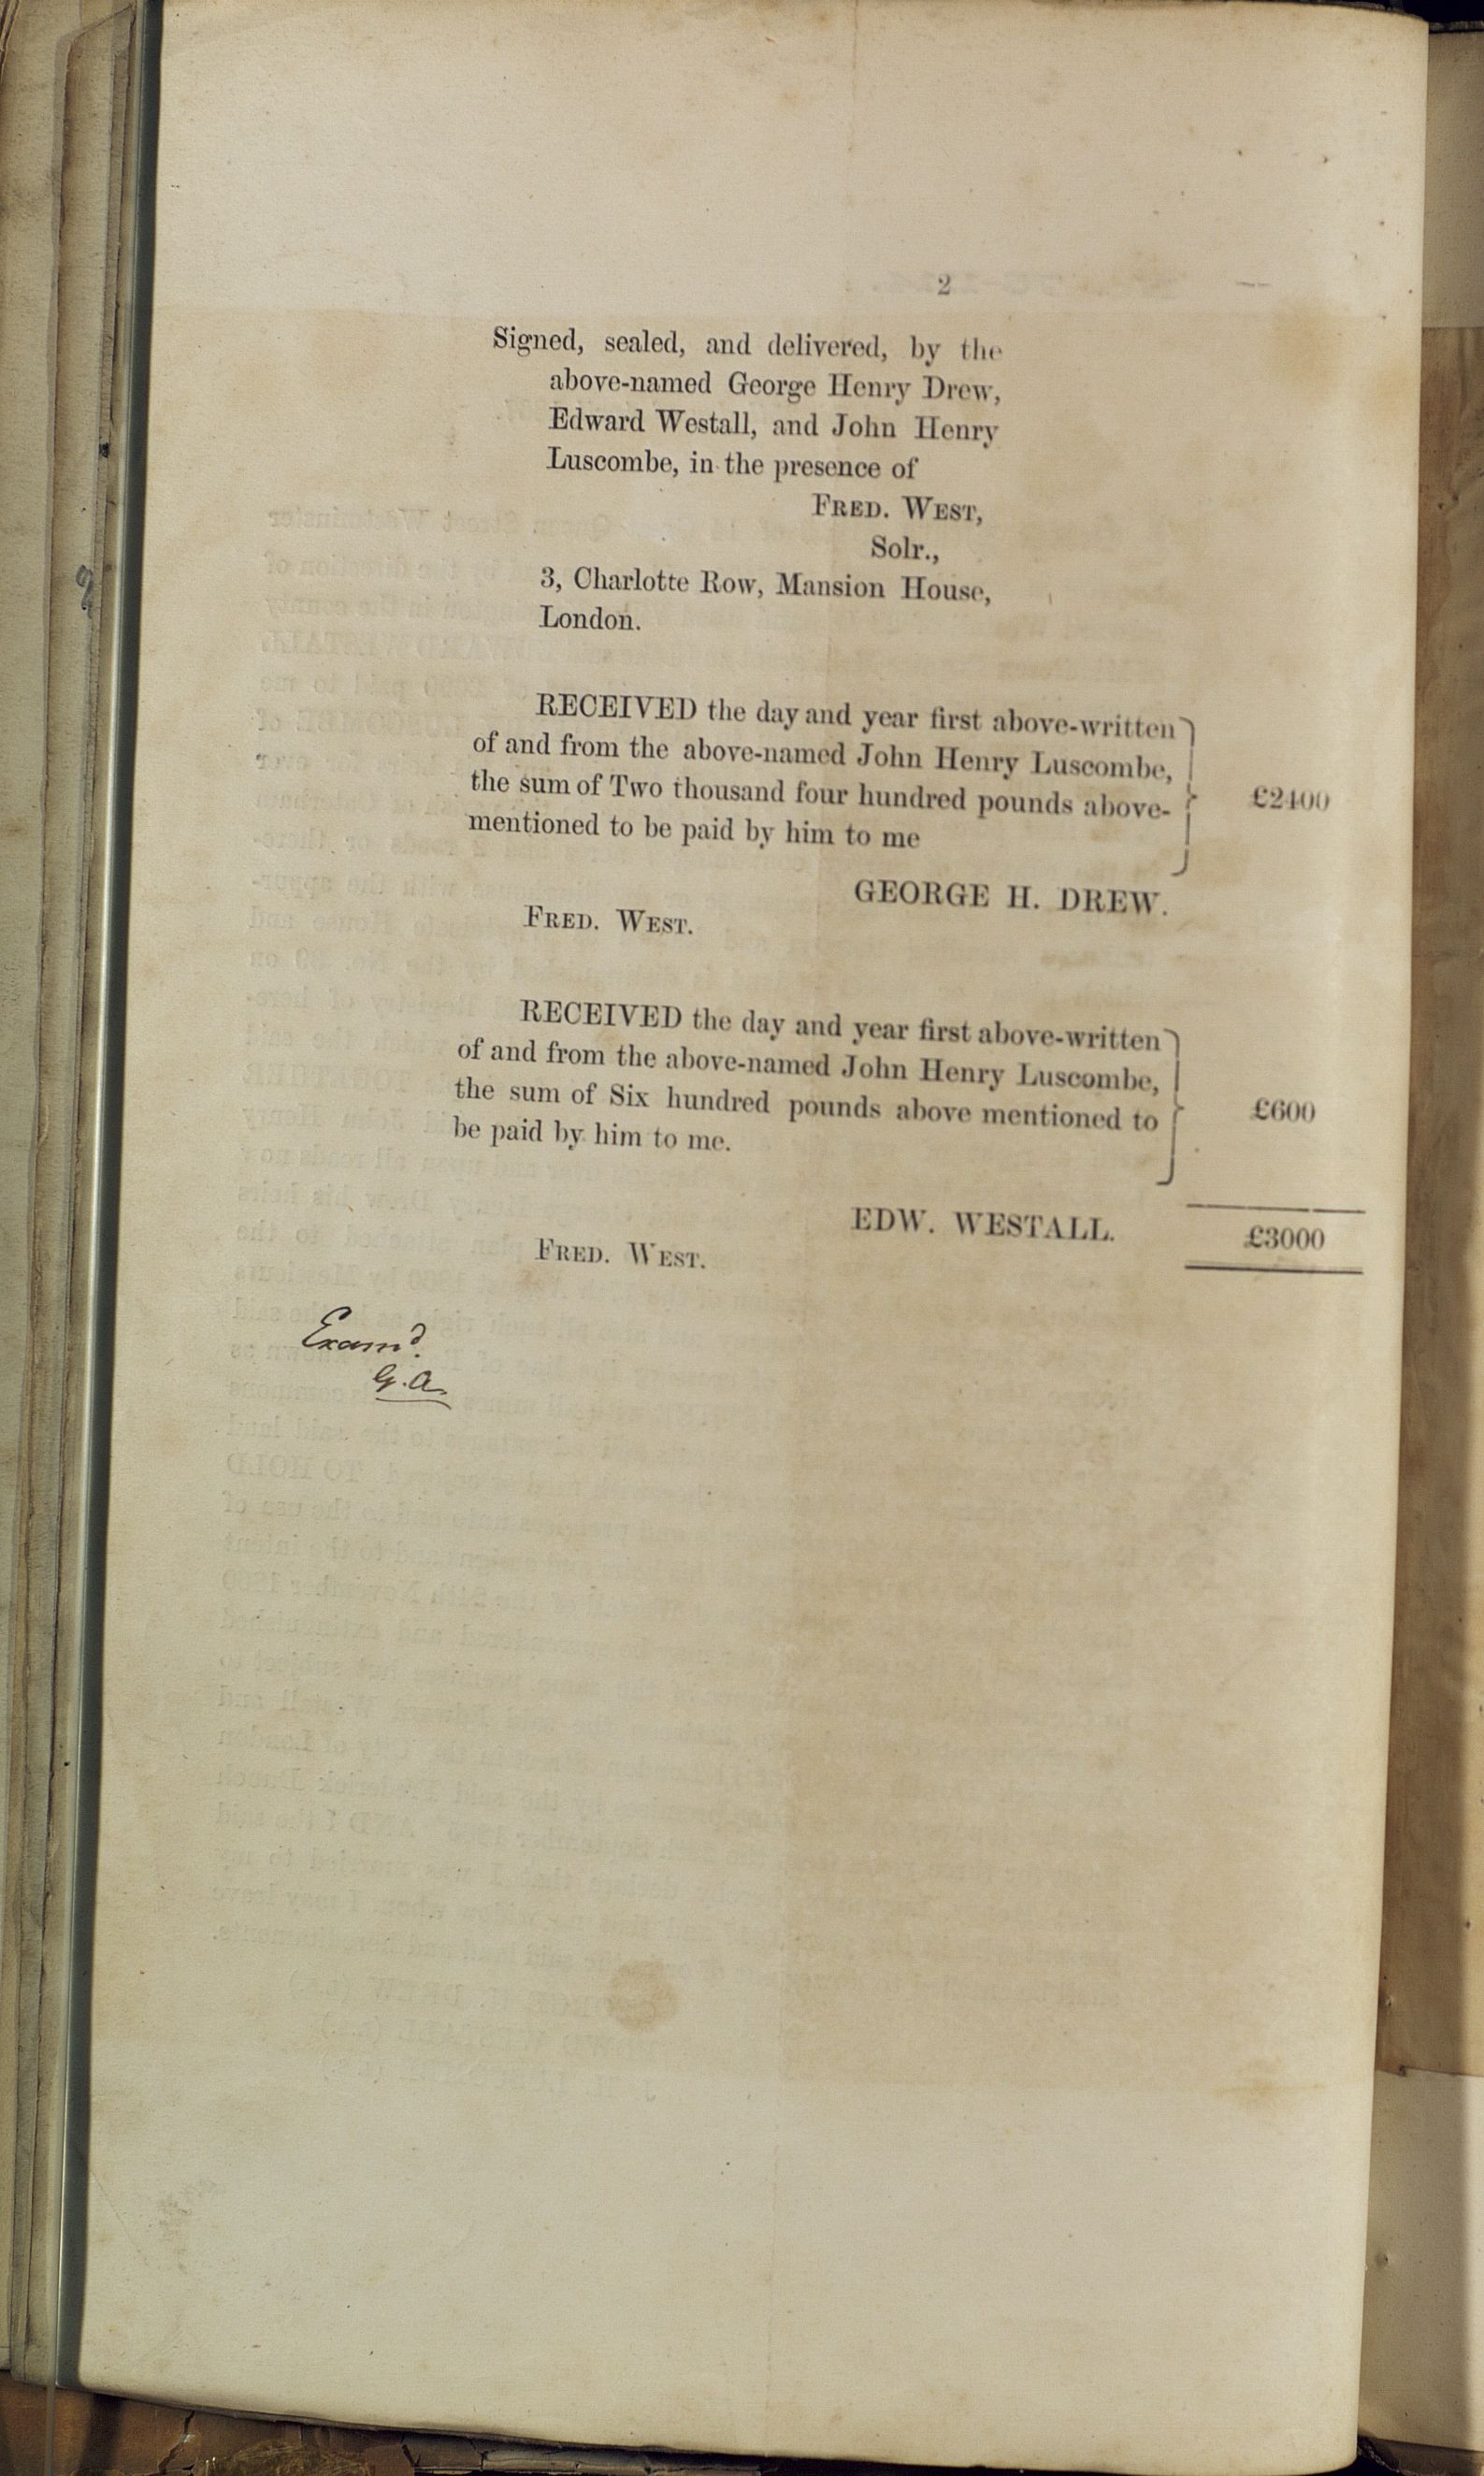 2
Signed, sealed, and delivered, by the
above-named George Henry Drew,
Edward Westall, and John Henry
Luscombe, in the presence of
FRED. WEST,
Solr.,
3, Charlotte Row, Mansion House,
London.
RECEIVED the day and year first above-written
of and from the above-named John Henry Luscombe,
the sum of Two thousand four hundred pounds above-
mentioned to be paid by him to me
£2400
GEORGE H. DREW.
FRED. WEST.
RECEIVED the day and year first above-written
of and from the above-named John Henry Luscombe,
the sum of Six hundred pounds above mentioned to
be paid by him to me.
£600
EDW. WESTALL.
£3000
FRED. WEST.
Examd.
G.A.